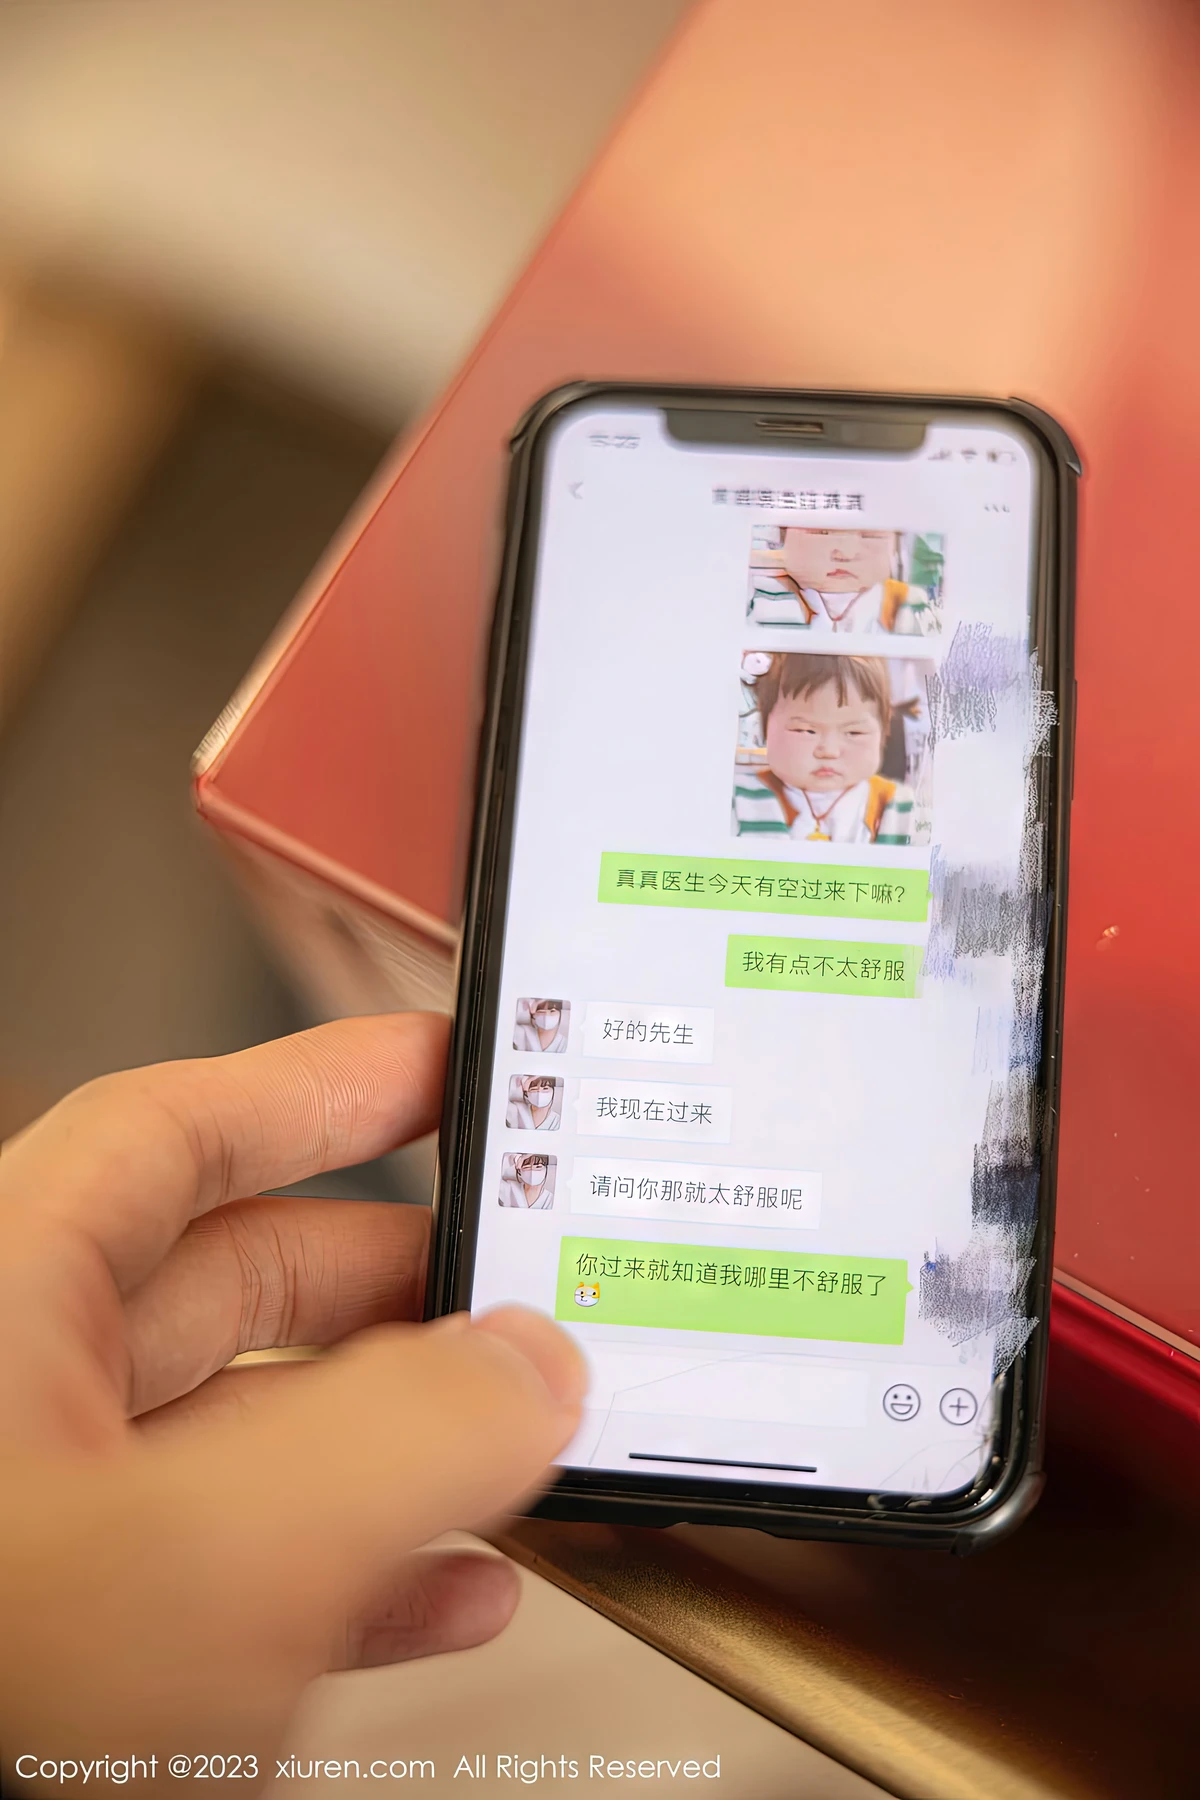 真真医生今天有空过来下嘛?
我有点不太舒服
好的先生
我现在过来
请问你那就太舒服呢
你过来就知道我哪里不舒服了
Copyright @2023 xiuren.com All Rights Reserved